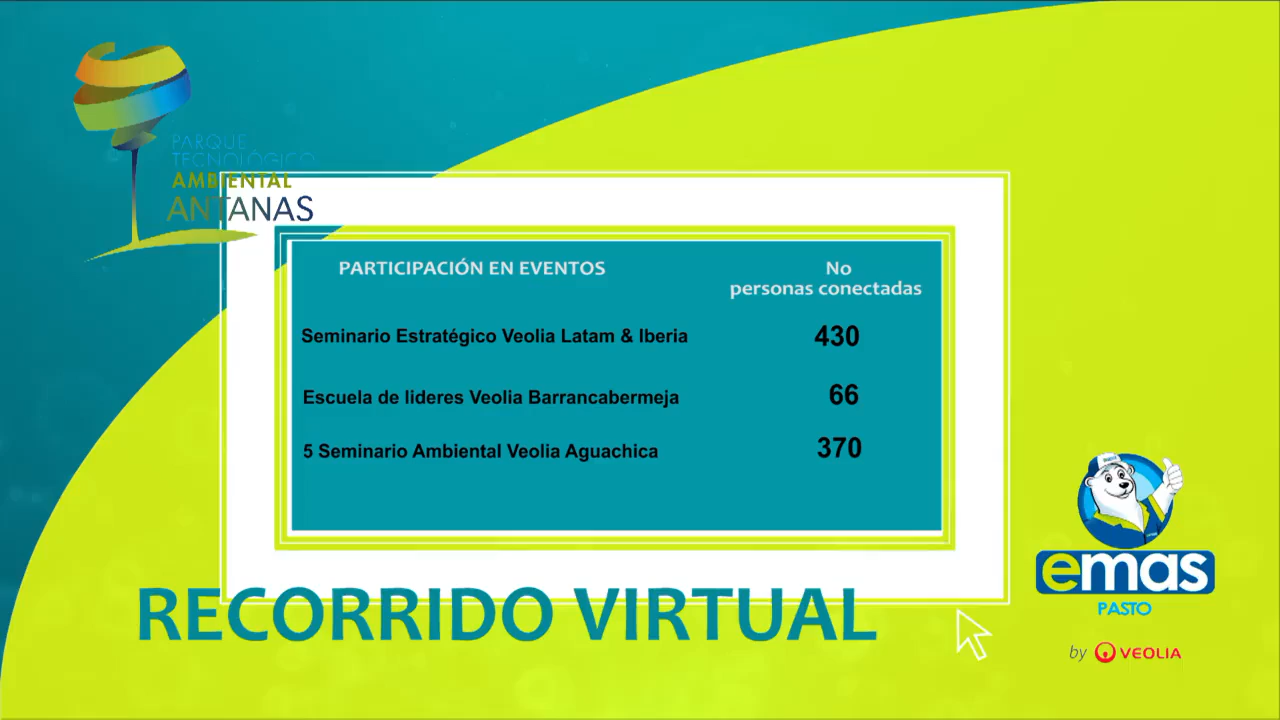 PARQUE
TECNOLÓGICO
AMBIENTAL
ANTANAS
PARTICIPACIÓN EN EVENTOS
No
personas conectadas
Seminario Estratégico Veolia Latam & Iberia
430
Escuela de lideres Veolia Barrancabermeja
66
5 Seminario Ambiental Veolia Aguachica
370
RECORRIDO VIRTUAL
emas
PASTO
by VEOLIA